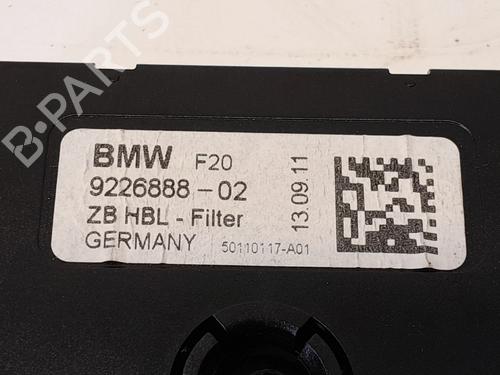 B-PARTS
BMW F20
9226888-02
ZB HBL - Filter
GERMANY 50110117-A01
13.09.11